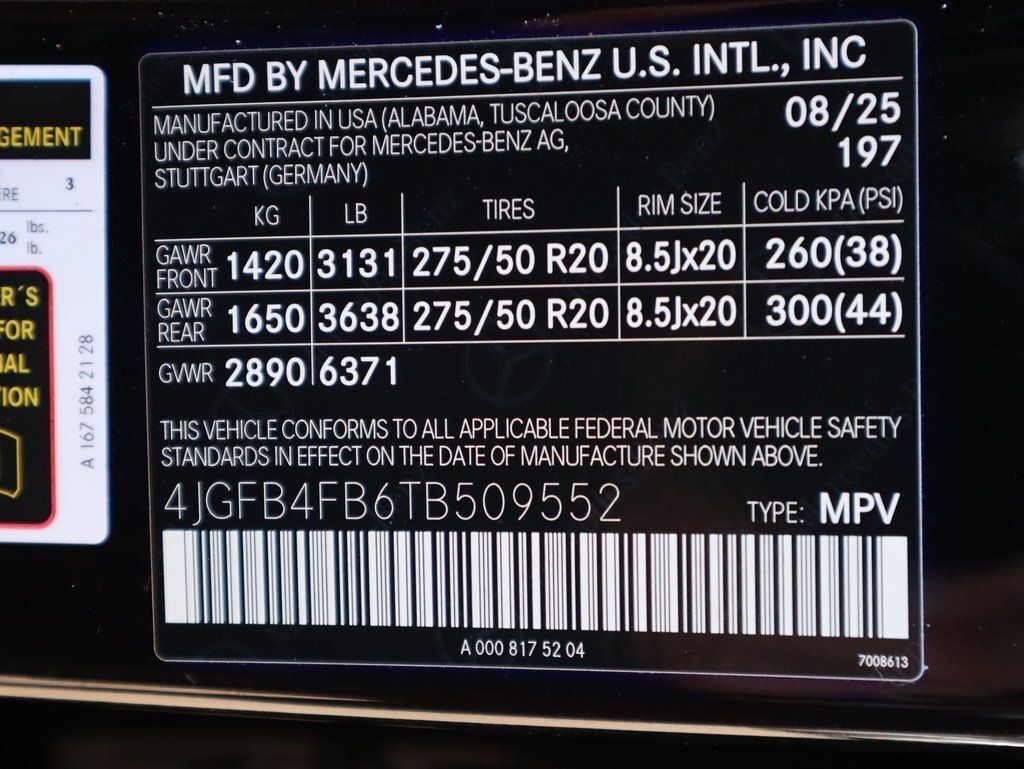 GEMENT
ERE 3
26 lbs.
lb.
R´S
FOR
IAL
TION
A 167 584 21 28
MFD BY MERCEDES-BENZ U.S. INTL., INC
MANUFACTURED IN USA (ALABAMA, TUSCALOOSA COUNTY) 08/25
UNDER CONTRACT FOR MERCEDES-BENZ AG, 197
STUTTGART (GERMANY)
KG LB TIRES RIM SIZE COLD KPA (PSI)
GAWR FRONT 1420 3131 275/50 R20 8.5Jx20 260(38)
GAWR REAR 1650 3638 275/50 R20 8.5Jx20 300(44)
GVWR 2890 6371
THIS VEHICLE CONFORMS TO ALL APPLICABLE FEDERAL MOTOR VEHICLE SAFETY
STANDARDS IN EFFECT ON THE DATE OF MANUFACTURE SHOWN ABOVE.
4JGFB4FB6TB509552 TYPE: MPV
A 000 817 52 04
7008613